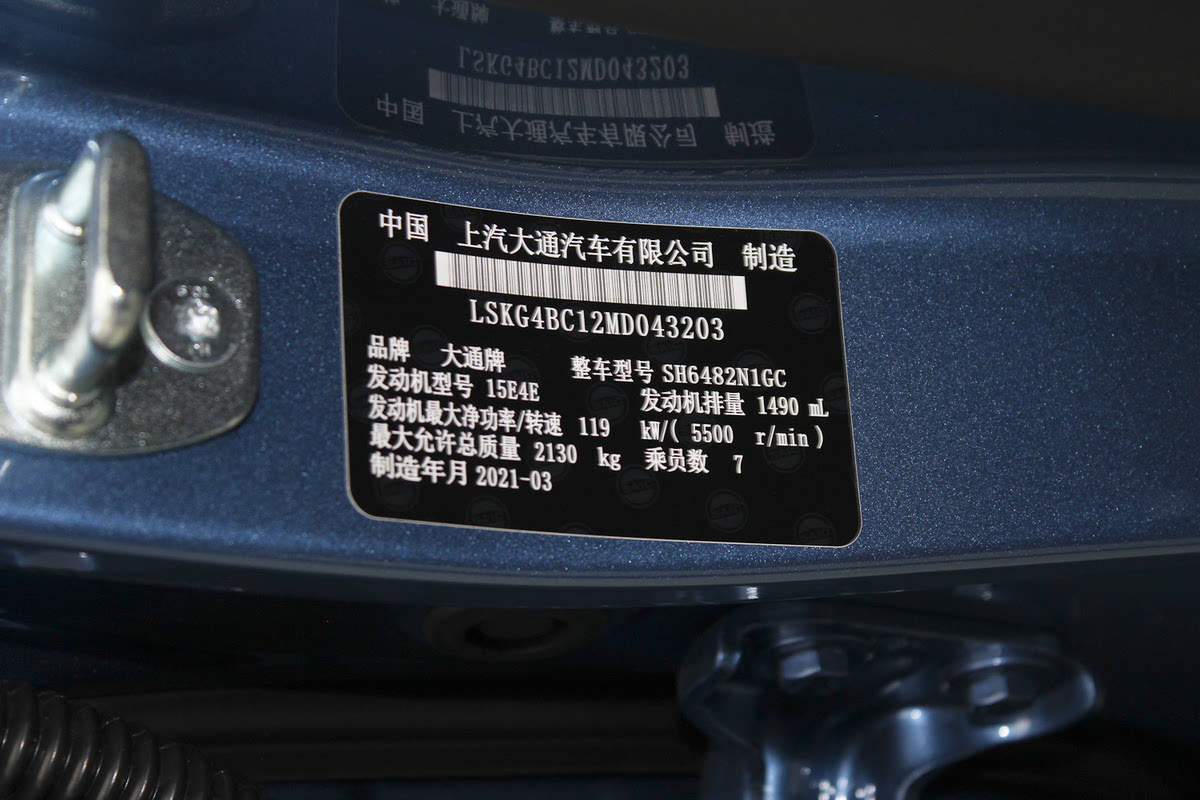 中国 上汽大通汽车有限公司 制造
LSKG4BC12MD043203
品牌 大通牌 整车型号 SH6482N1GC
发动机型号 15E4E 发动机排量 1490 mL
发动机最大净功率/转速 119 kW/( 5500 r/min )
最大允许总质量 2130 kg 乘员数 7
制造年月 2021-03